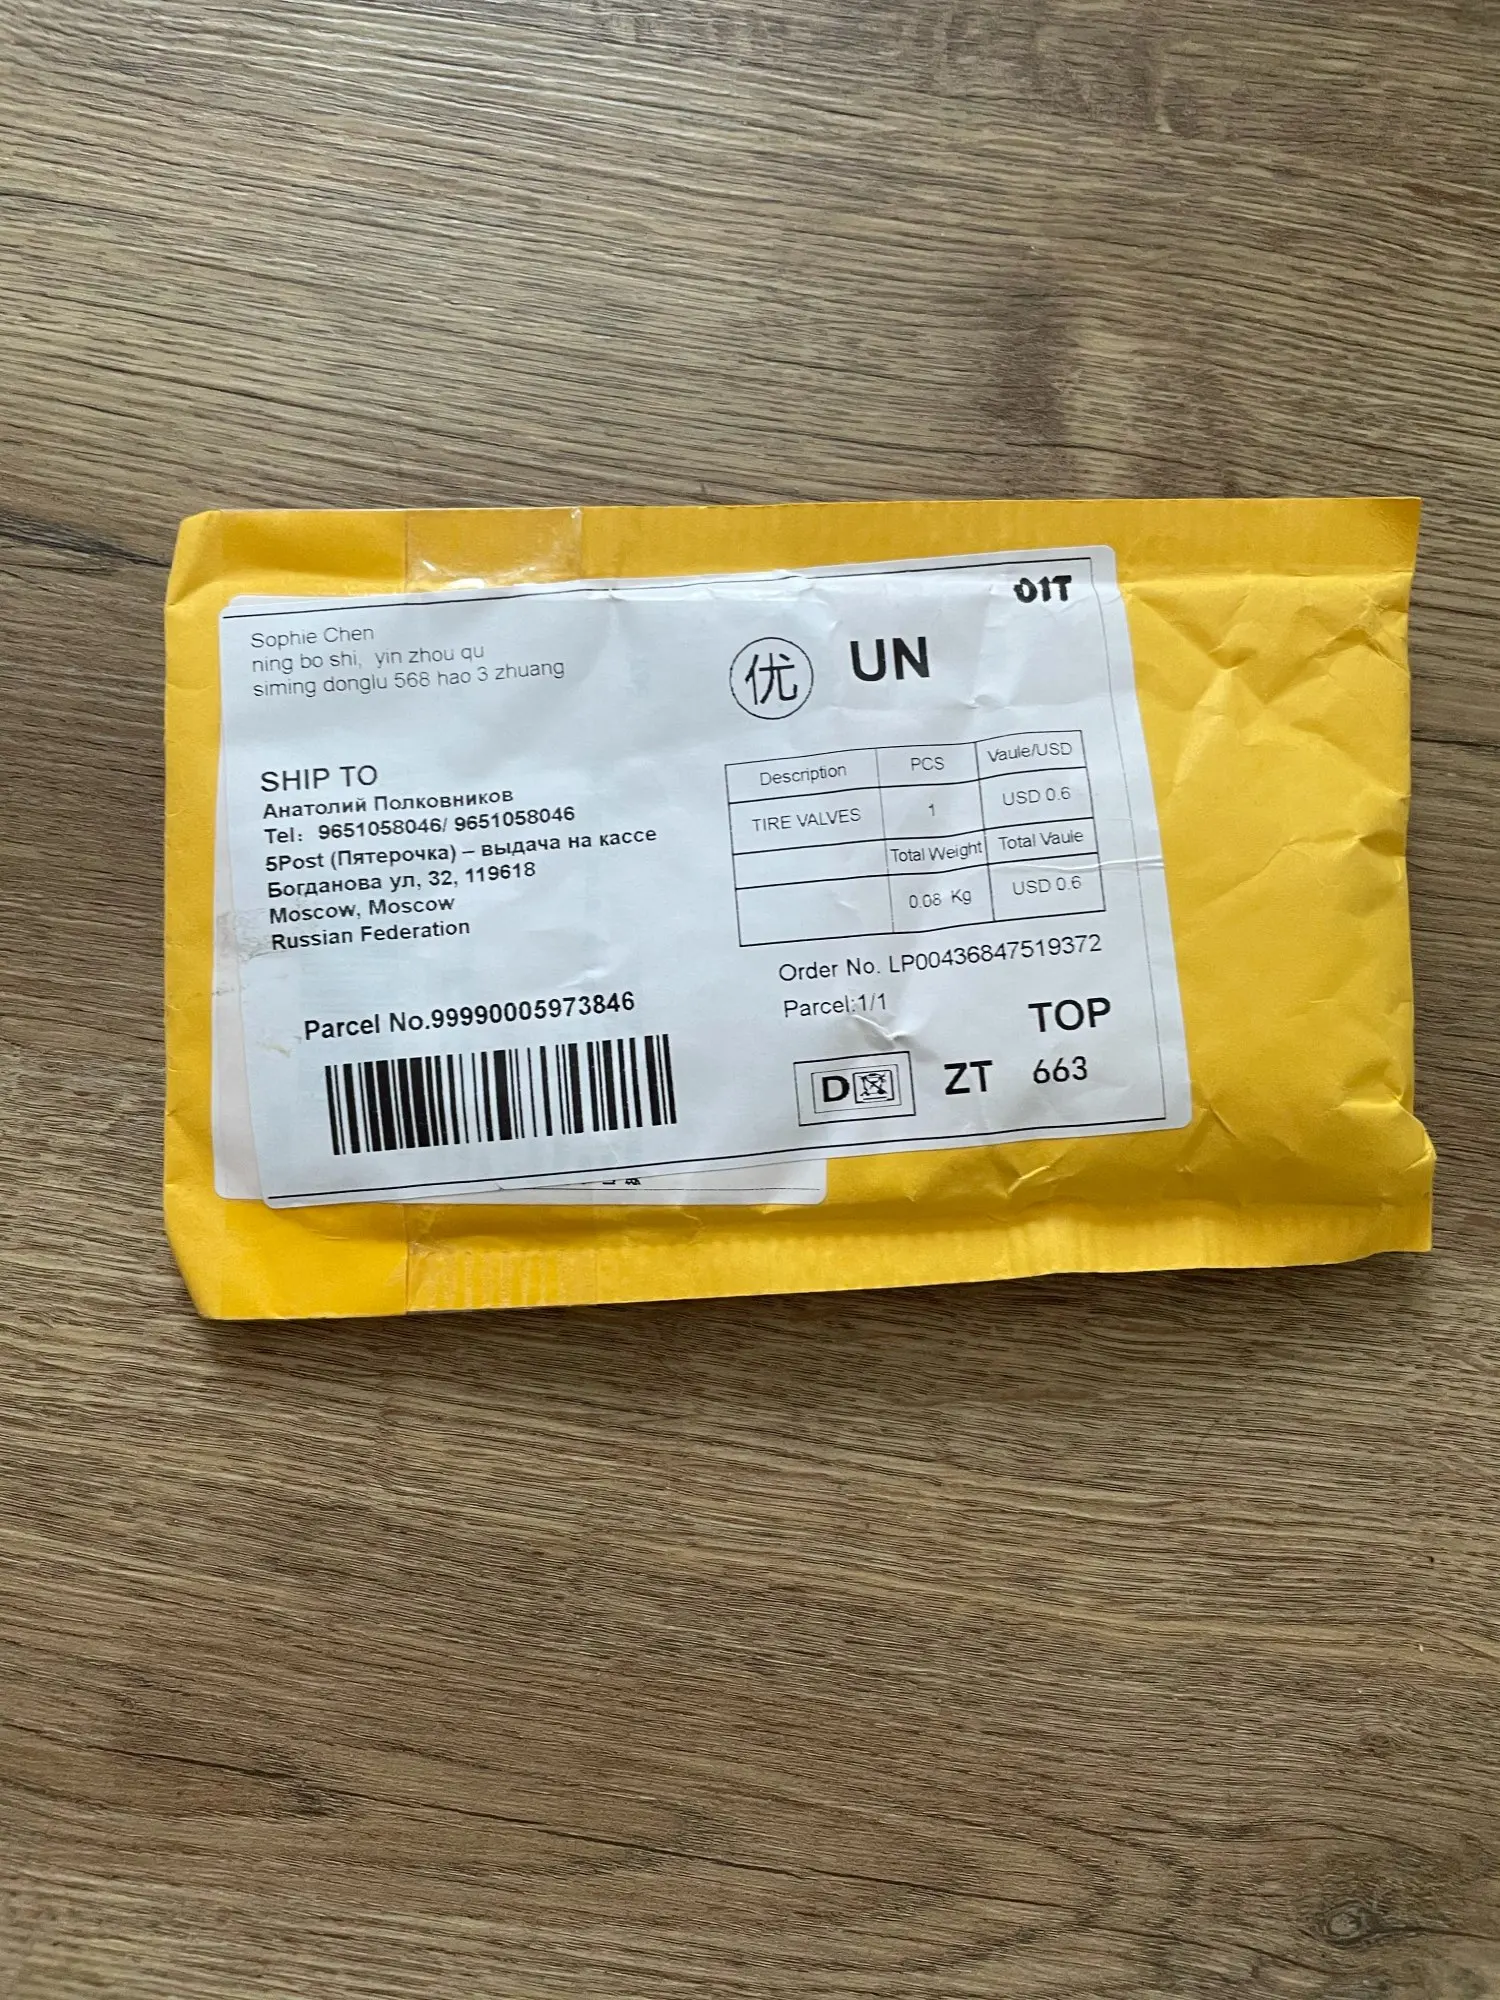 01T
Sophie Chen
ning bo shi, yin zhou qu
siming donglu 568 hao 3 zhuang
优 UN
SHIP TO
Анатолий Полковников
Tel: 9651058046/ 9651058046
5Post (Пятерочка) – выдача на кассе
Богданова ул, 32, 119618
Moscow, Moscow
Russian Federation
Description PCS Vaule/USD
TIRE VALVES 1 USD 0.6
Total Weight Total Vaule
0.06 Kg USD 0.6
Order No. LP00436847519372
Parcel:1/1
Parcel No.99990005973846
TOP
D ZT 663